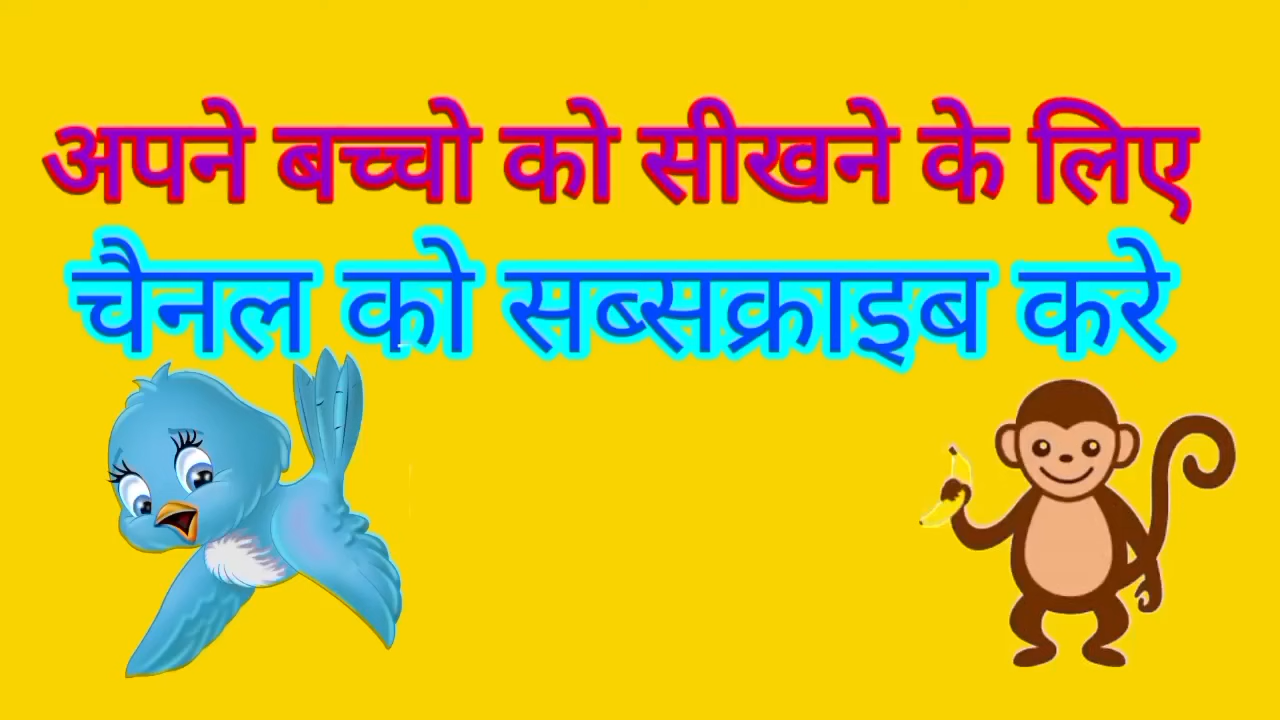 अपने बच्चो को सीखने के लिए
चैनल को सब्सक्राइब करे